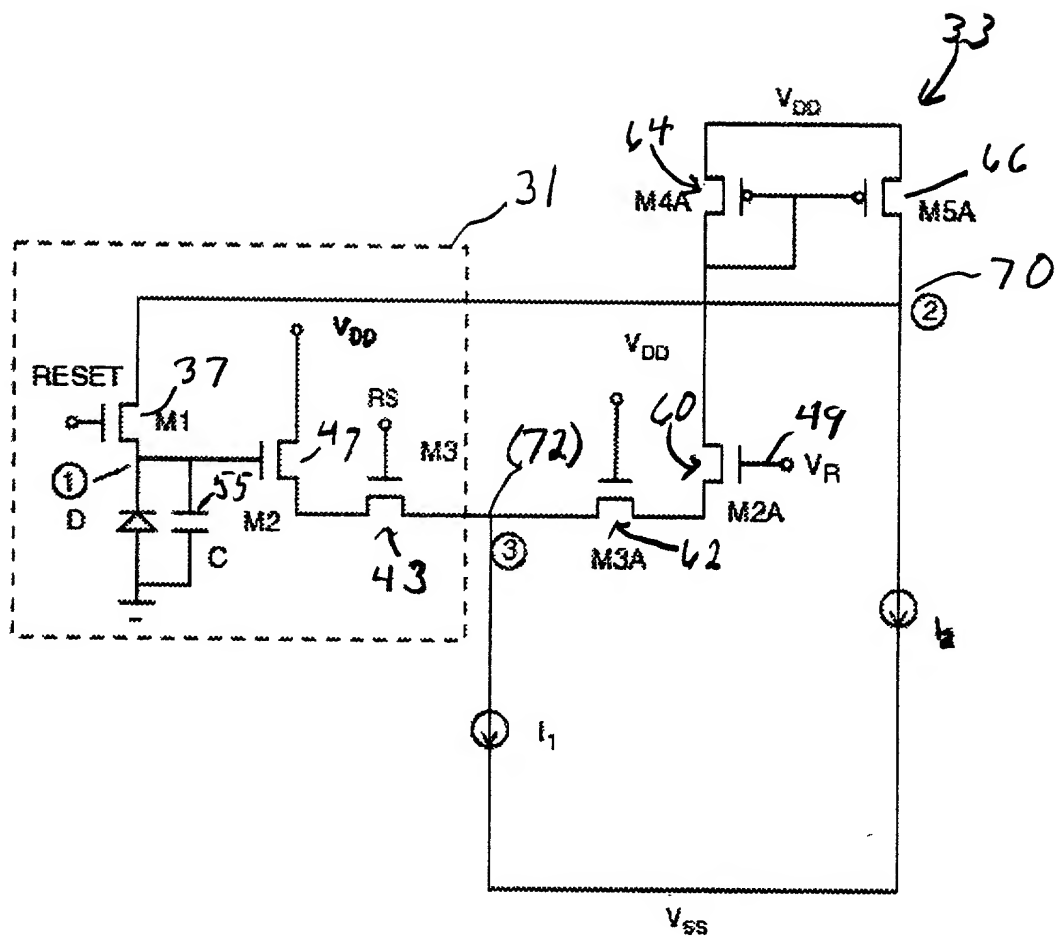 33
V_DD
64
66
M4A
M5A
31
70
②
V_DD
V_DD
RESET
37
RS
60
M1
47
M3
(72)
49
V_R
①
55
D
M2
M2A
C
③
43
M3A
62
I_1
V_SS